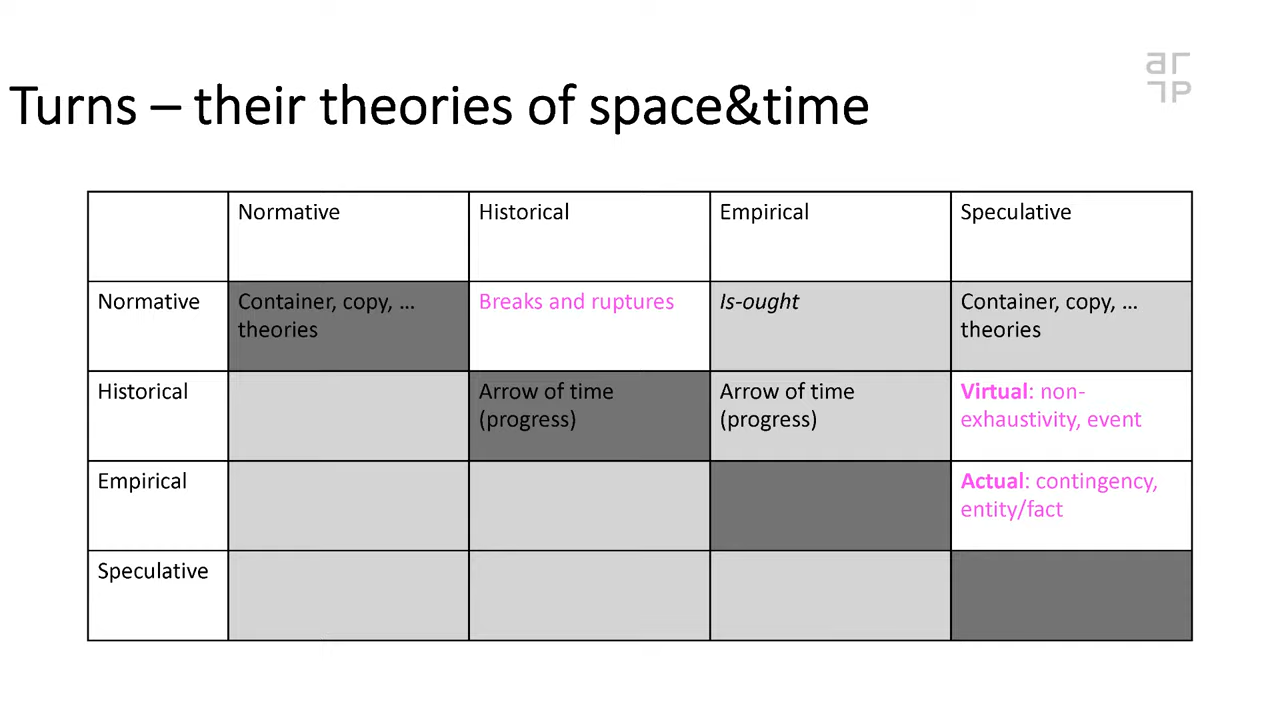 Turns – their theories of space&time
Normative
Historical
Empirical
Speculative
Normative
Container, copy, …
theories
Breaks and ruptures
Is-ought
Container, copy, …
theories
Historical
Arrow of time
(progress)
Arrow of time
(progress)
Virtual: non-
exhaustivity, event
Empirical
Actual: contingency,
entity/fact
Speculative